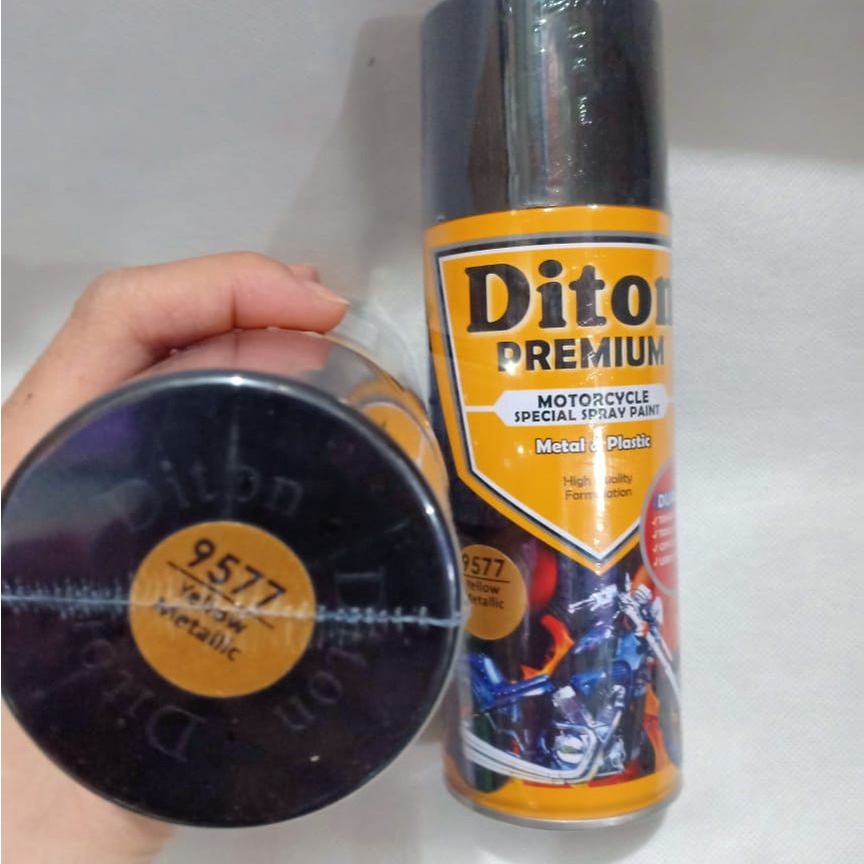 Diton
PREMIUM
MOTORCYCLE
SPECIAL SPRAY PAINT
Metal & Plastic
High Quality
Formulation
9577
Yellow
Metallic
Diton
9577
Yellow
Metallic
Diton
Diton